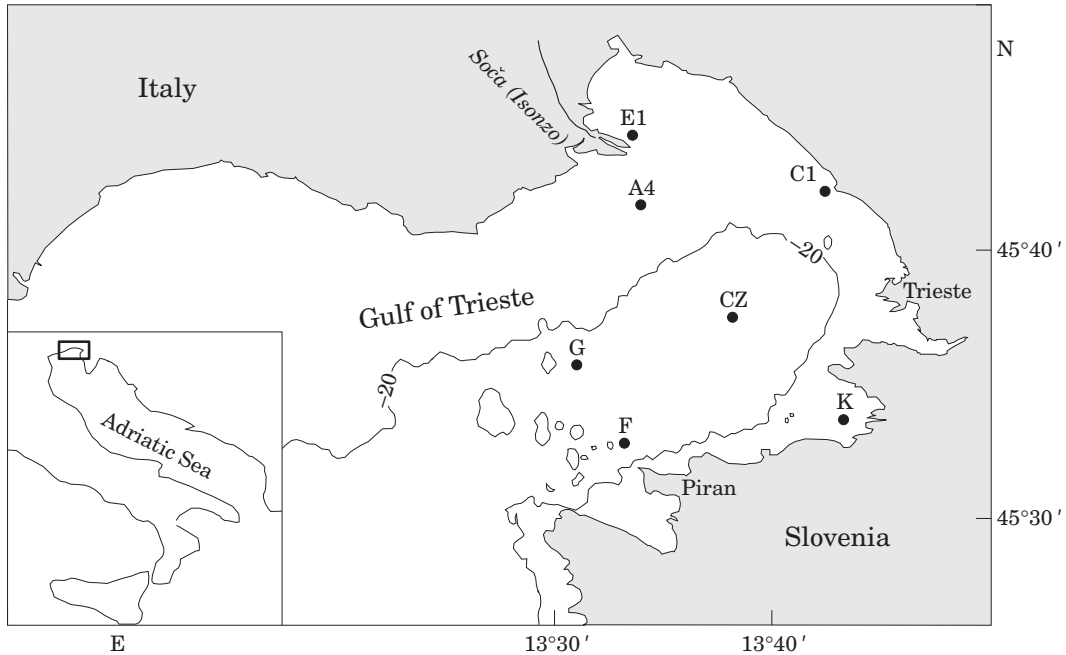 N
Italy
Soča (Isonzo)
E1
C1
A4
45°40′
–20
Trieste
Gulf of Trieste
CZ
G
–20
K
F
Adriatic Sea
Piran
45°30′
Slovenia
E
13°30′
13°40′